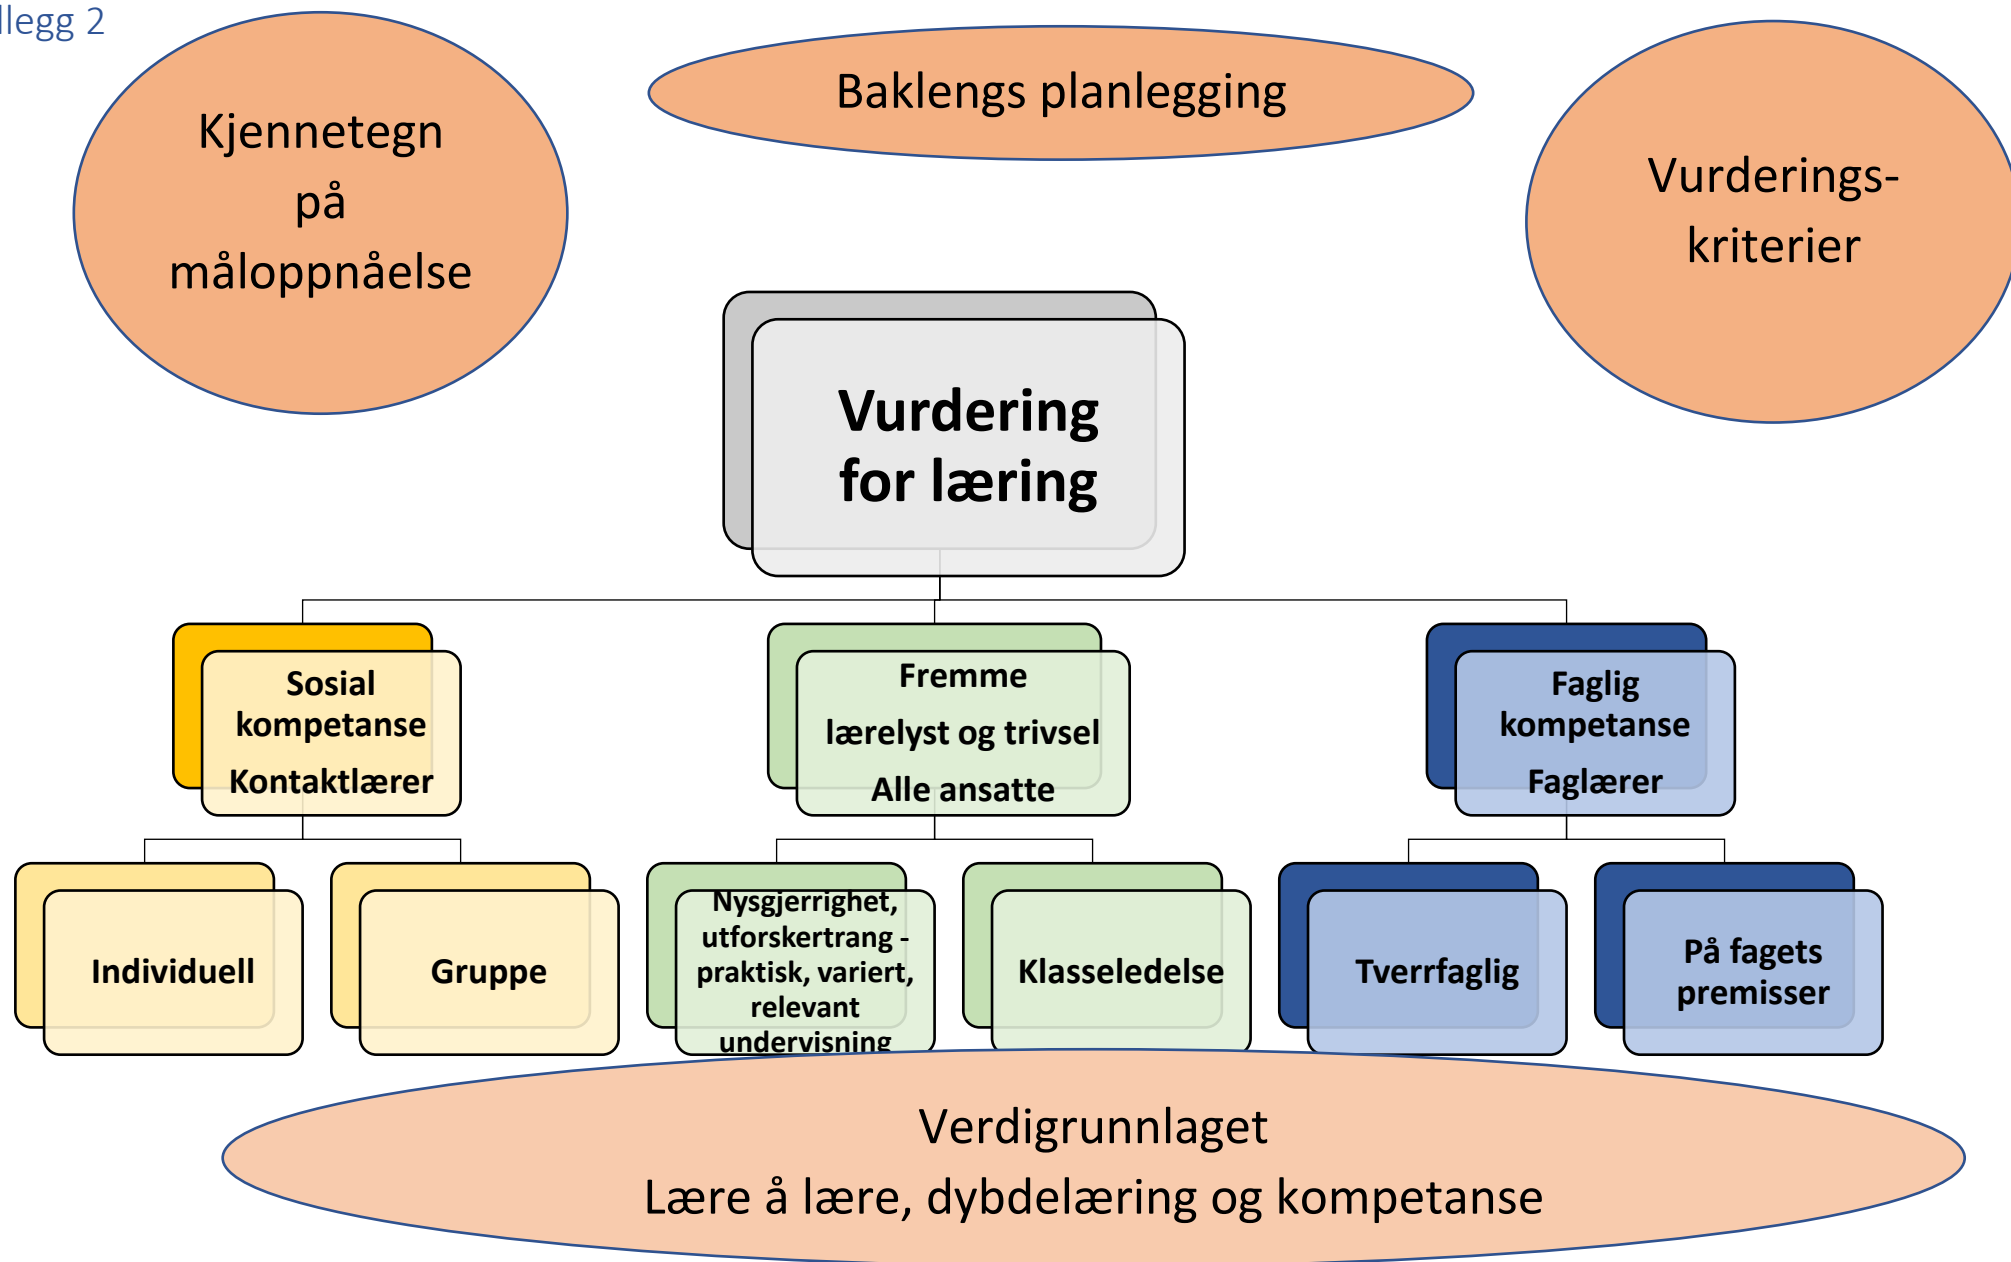 llegg 2
Kjennetegn
på
måloppnåelse
Baklengs planlegging
Vurderings-
kriterier
Vurdering
for læring
Sosial
kompetanse
Kontaktlærer
Fremme
lærelyst og trivsel
Alle ansatte
Faglig
kompetanse
Faglærer
Individuell
Gruppe
Nysgjerrighet,
utforskertrang -
praktisk, variert,
relevant
undervisning
Klasseledelse
Tverrfaglig
På fagets
premisser
Verdigrunnlaget
Lære å lære, dybdelæring og kompetanse